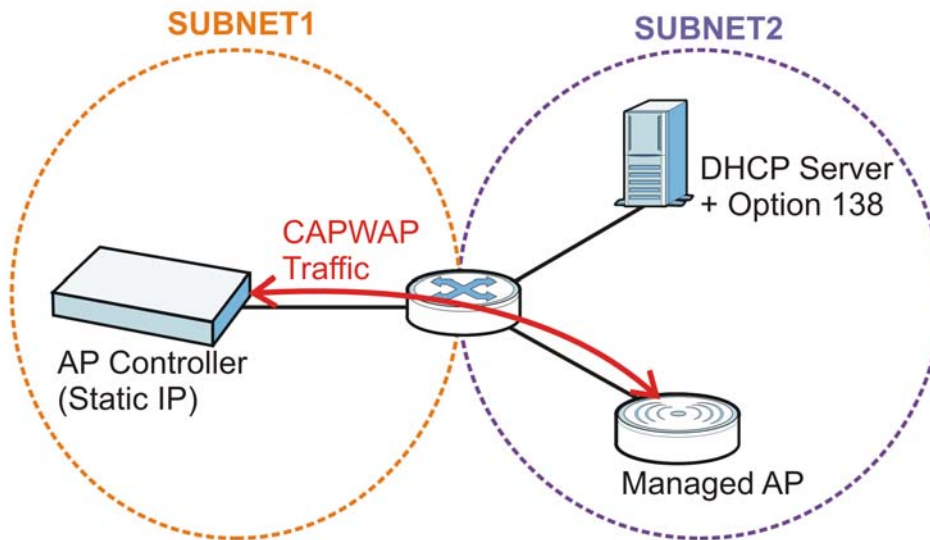 SUBNET1
SUBNET2
DHCP Server
+ Option 138
CAPWAP
Traffic
AP Controller
(Static IP)
Managed AP